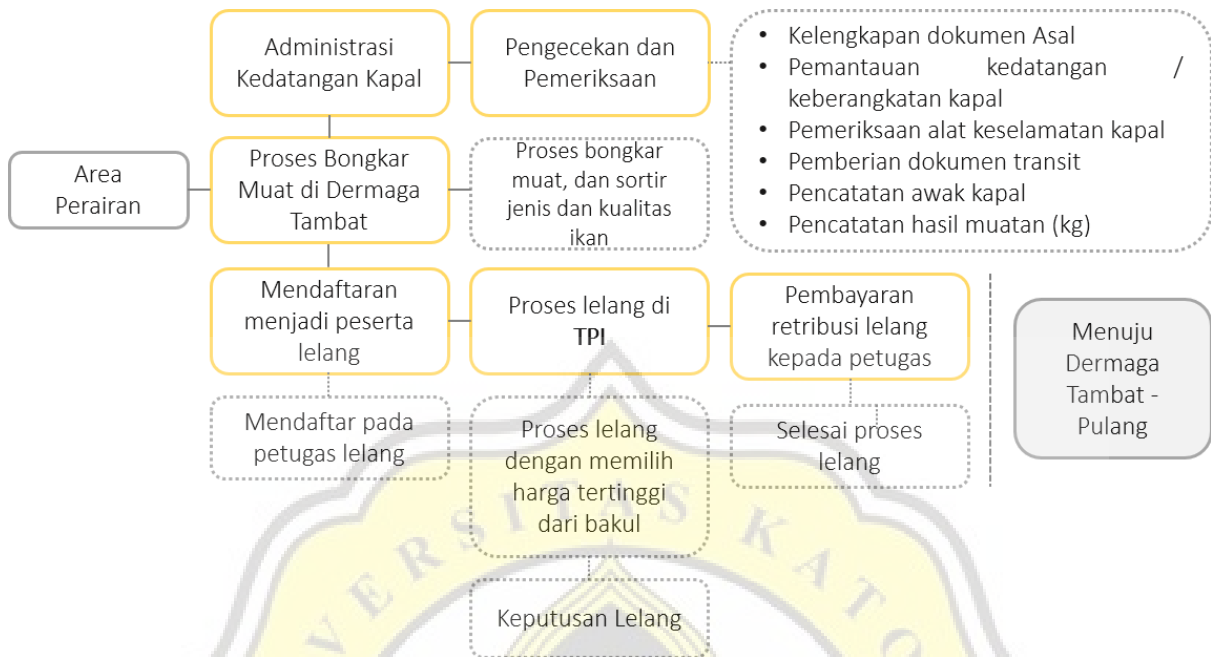 Administrasi
Kedatangan Kapal
Pengecekan dan
Pemeriksaan
• Kelengkapan dokumen Asal
• Pemantauan kedatangan /
keberangkatan kapal
• Pemeriksaan alat keselamatan kapal
• Pemberian dokumen transit
• Pencatatan awak kapal
• Pencatatan hasil muatan (kg)
Area
Perairan
Proses Bongkar
Muat di Dermaga
Tambat
Proses bongkar
muat, dan sortir
jenis dan kualitas
ikan
Mendaftaran
menjadi peserta
lelang
Proses lelang di
TPI
Pembayaran
retribusi lelang
kepada petugas
Menuju
Dermaga
Tambat -
Pulang
Mendaftar pada
petugas lelang
Proses lelang
dengan memilih
harga tertinggi
dari bakul
Selesai proses
lelang
Keputusan Lelang
VERSITAS KATO